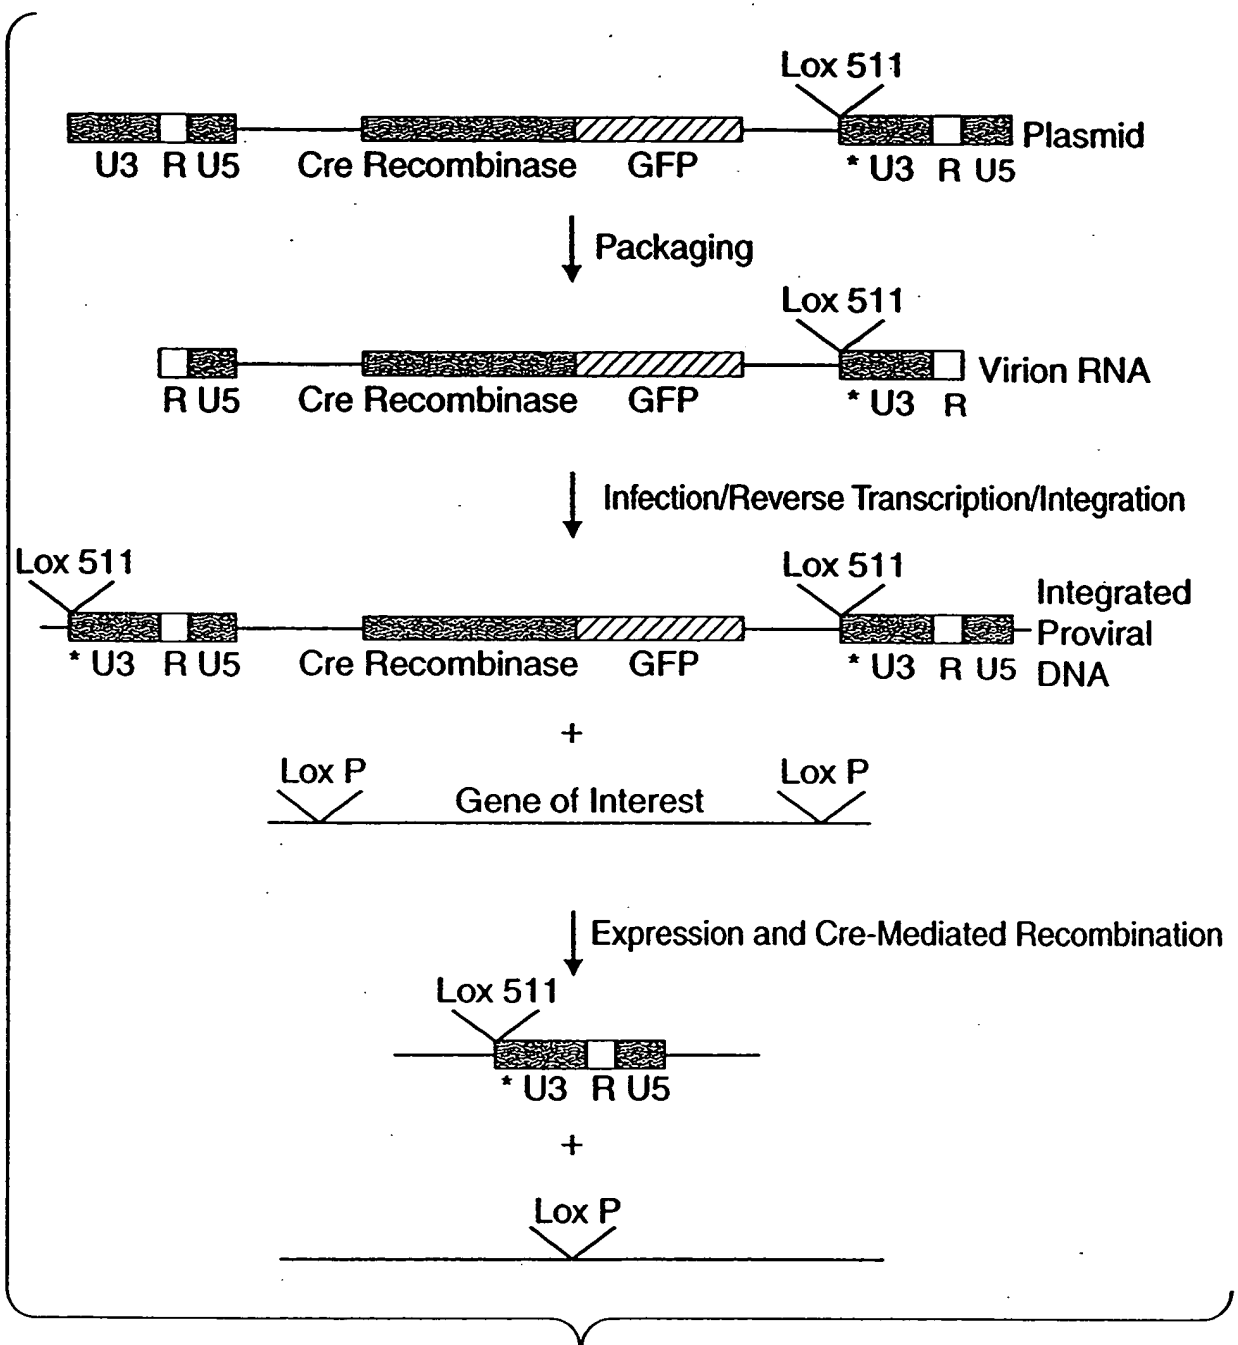 Lox 511
Plasmid
U3 R U5 Cre Recombinase GFP * U3 R U5
Packaging
Lox 511
Virion RNA
R U5 Cre Recombinase GFP * U3 R
Infection/Reverse Transcription/Integration
Lox 511 Lox 511
Integrated
Proviral
DNA
* U3 R U5 Cre Recombinase GFP * U3 R U5
+
Lox P Lox P
Gene of Interest
Expression and Cre-Mediated Recombination
Lox 511
* U3 R U5
+
Lox P